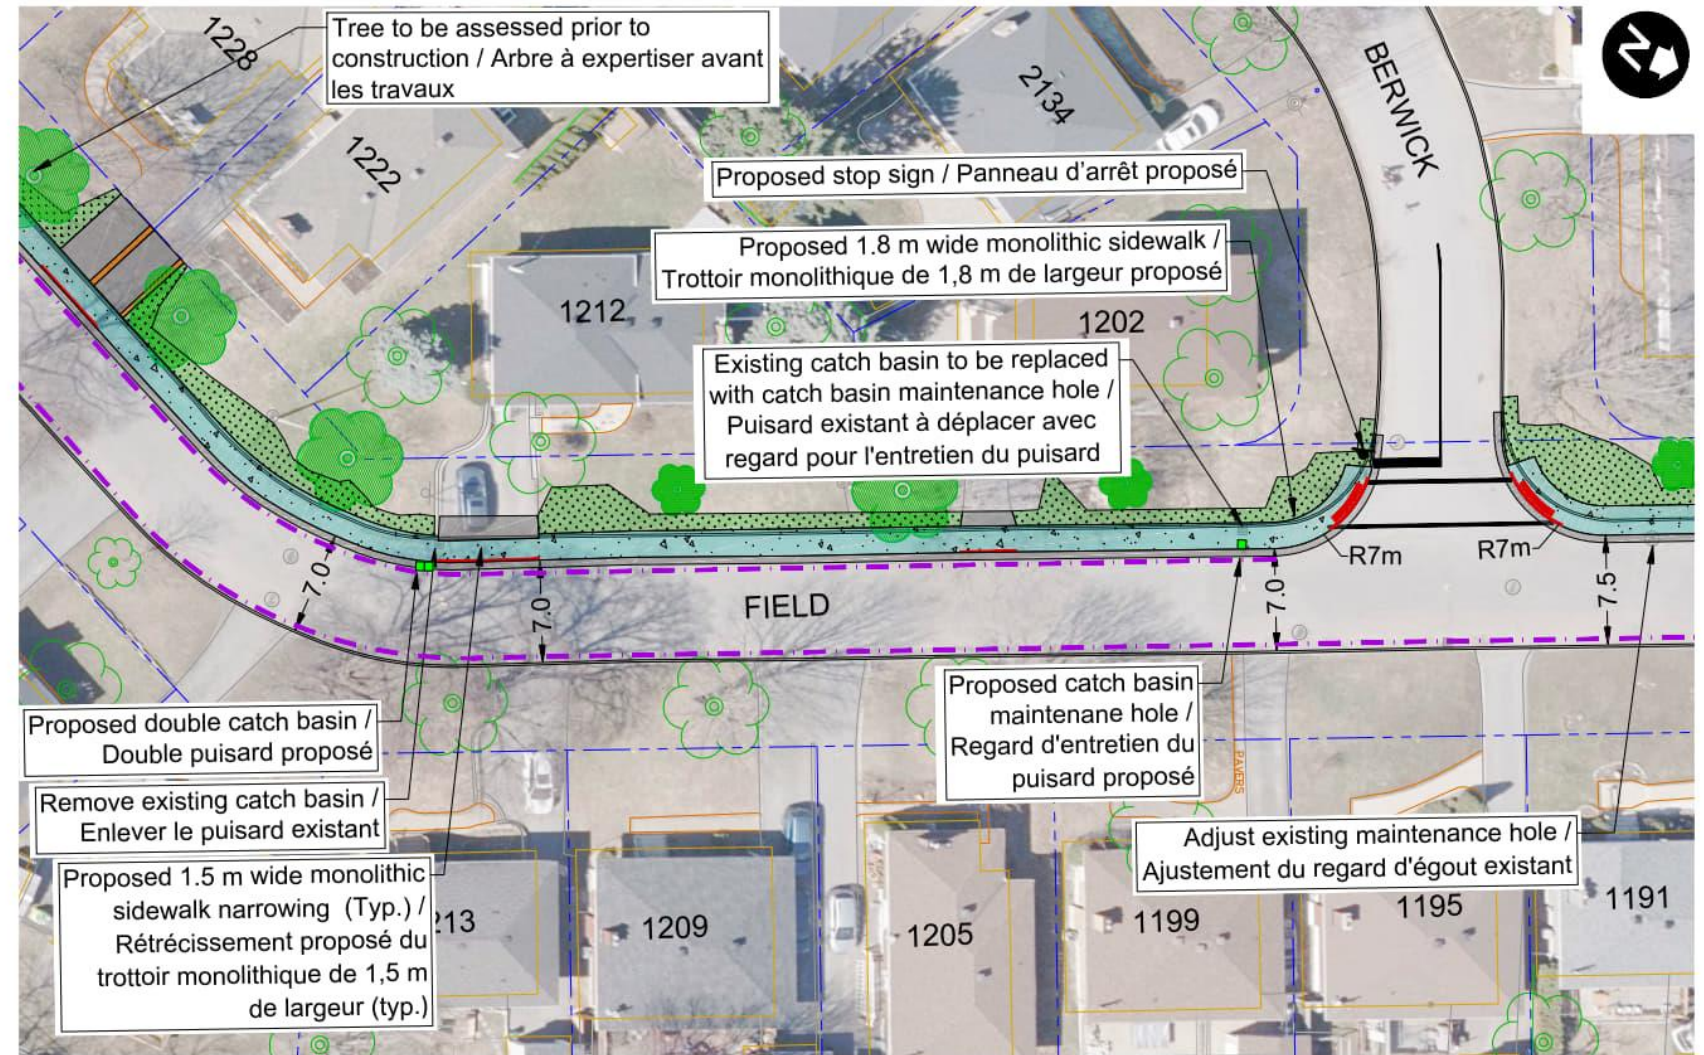 1228
Tree to be assessed prior to
construction / Arbre à expertiser avant
les travaux
N
BERWICK
2134
1222
Proposed stop sign / Panneau d'arrêt proposé
Proposed 1.8 m wide monolithic sidewalk /
Trottoir monolithique de 1,8 m de largeur proposé
1212
1202
Existing catch basin to be replaced
with catch basin maintenance hole /
Puisard existant à déplacer avec
regard pour l'entretien du puisard
R7m
R7m
7.0
7.0
7.0
7.5
FIELD
Proposed double catch basin /
Double puisard proposé
Remove existing catch basin /
Enlever le puisard existant
Proposed 1.5 m wide monolithic
sidewalk narrowing (Typ.) /
Rétrécissement proposé du
trottoir monolithique de 1,5 m
de largeur (typ.)
Proposed catch basin
maintenane hole /
Regard d'entretien du
puisard proposé
PAVERS
Adjust existing maintenance hole /
Ajustement du regard d'égout existant
213
1209
1205
1199
1195
1191